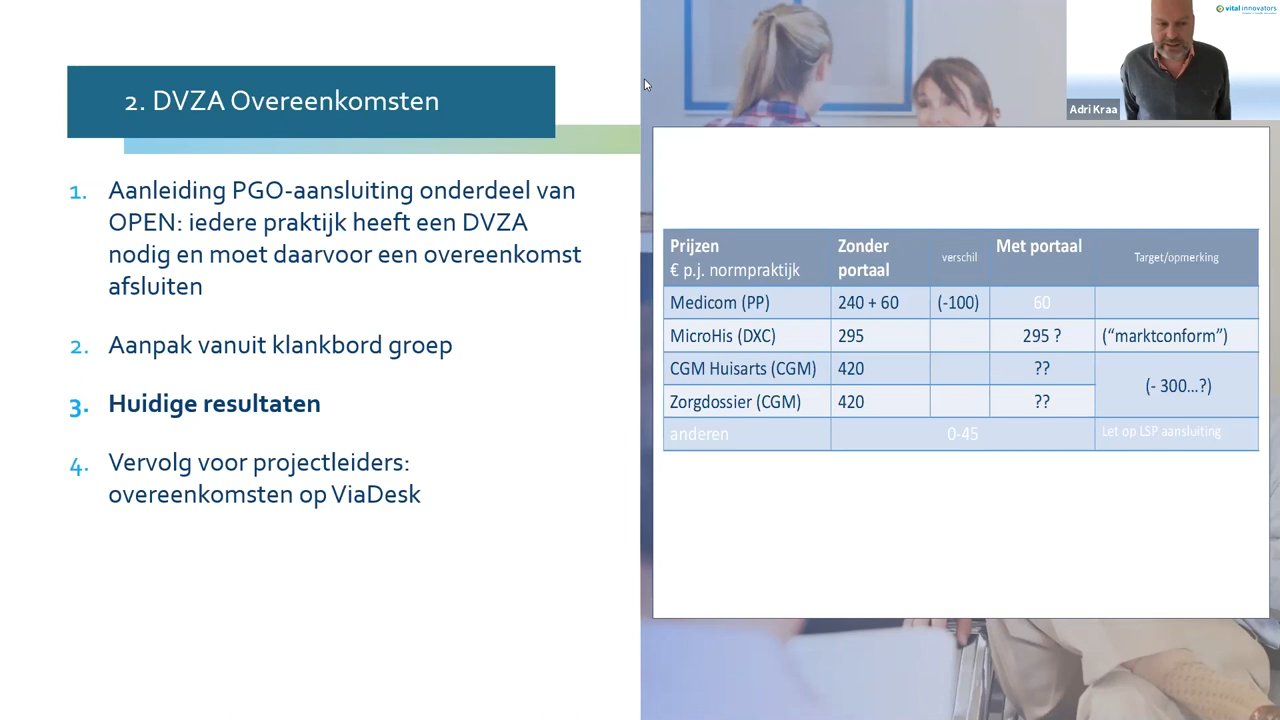 2. DVZA Overeenkomsten
1. Aanleiding PGO-aansluiting onderdeel van
OPEN: iedere praktijk heeft een DVZA
nodig en moet daarvoor een overeenkomst
afsluiten
2. Aanpak vanuit klankbord groep
3. Huidige resultaten
4. Vervolg voor projectleiders:
overeenkomsten op ViaDesk
vital innovators
Adri Kraa
Prijzen
€ p.j. normpraktijk
Zonder
portaal
verschil
Met portaal
Target/opmerking
Medicom (PP) 240 + 60 (-100) 60
MicroHis (DXC) 295 295 ? ("marktconform")
CGM Huisarts (CGM) 420 ??
(- 300...?)
Zorgdossier (CGM) 420 ??
anderen 0-45 Let op LSP aansluiting